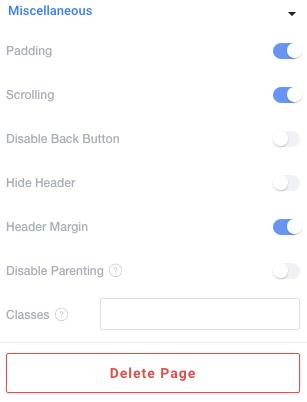 Miscellaneous
Padding
Scrolling
Disable Back Button
Hide Header
Header Margin
Disable Parenting ?
Classes ?
Delete Page